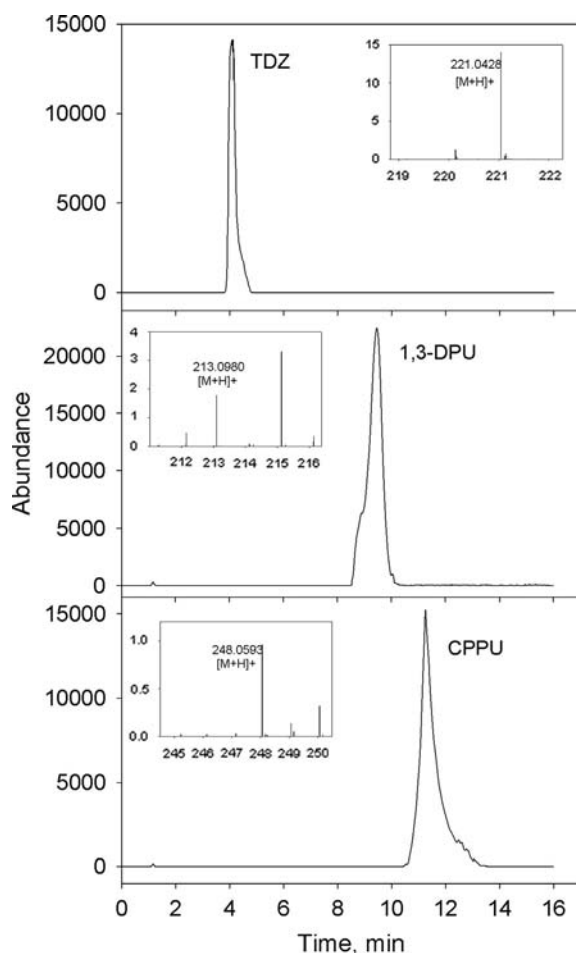 15000
10000
5000
0
TDZ
15
10
5
0
221.0428
[M+H]+
219 220 221 222
20000
15000
10000
5000
0
4
3
2
1
0
213.0980
[M+H]+
212 213 214 215 216
1,3-DPU
Abundance
15000
10000
5000
0
1.0
0.5
0.0
248.0593
[M+H]+
245 246 247 248 249 250
CPPU
0 2 4 6 8 10 12 14 16
Time, min